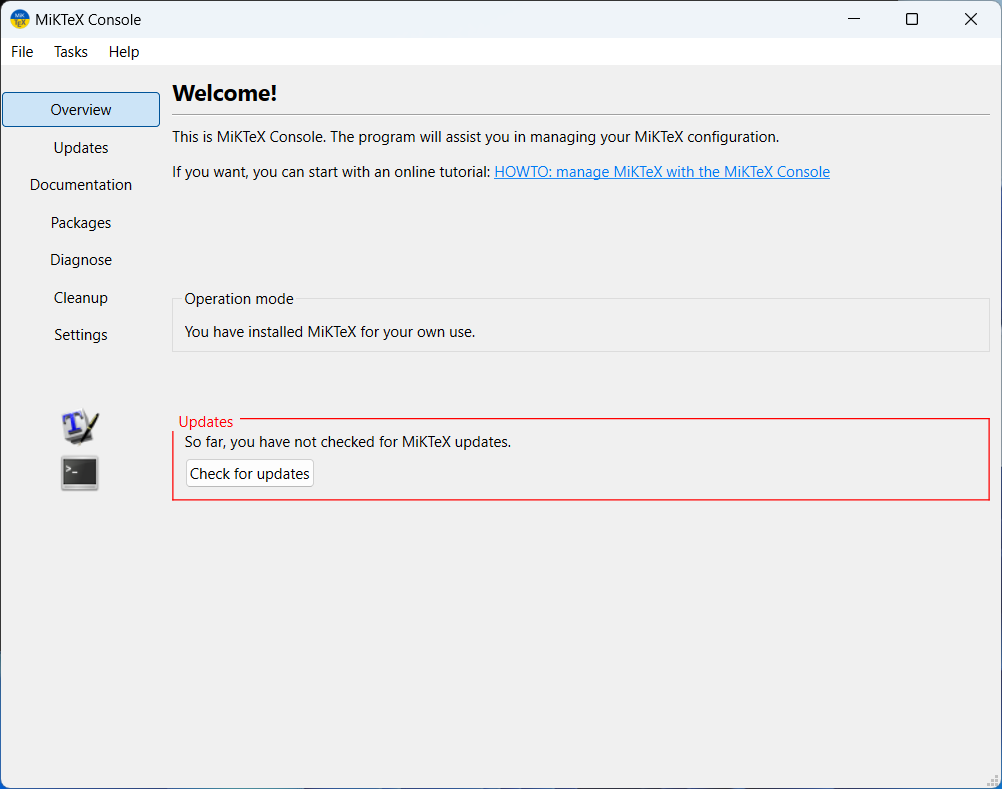 MiKTeX Console
File Tasks Help
Overview
Updates
Documentation
Packages
Diagnose
Cleanup
Settings
Welcome!
This is MiKTeX Console. The program will assist you in managing your MiKTeX configuration.
If you want, you can start with an online tutorial: HOWTO: manage MiKTeX with the MiKTeX Console
Operation mode
You have installed MiKTeX for your own use.
Updates
So far, you have not checked for MiKTeX updates.
Check for updates